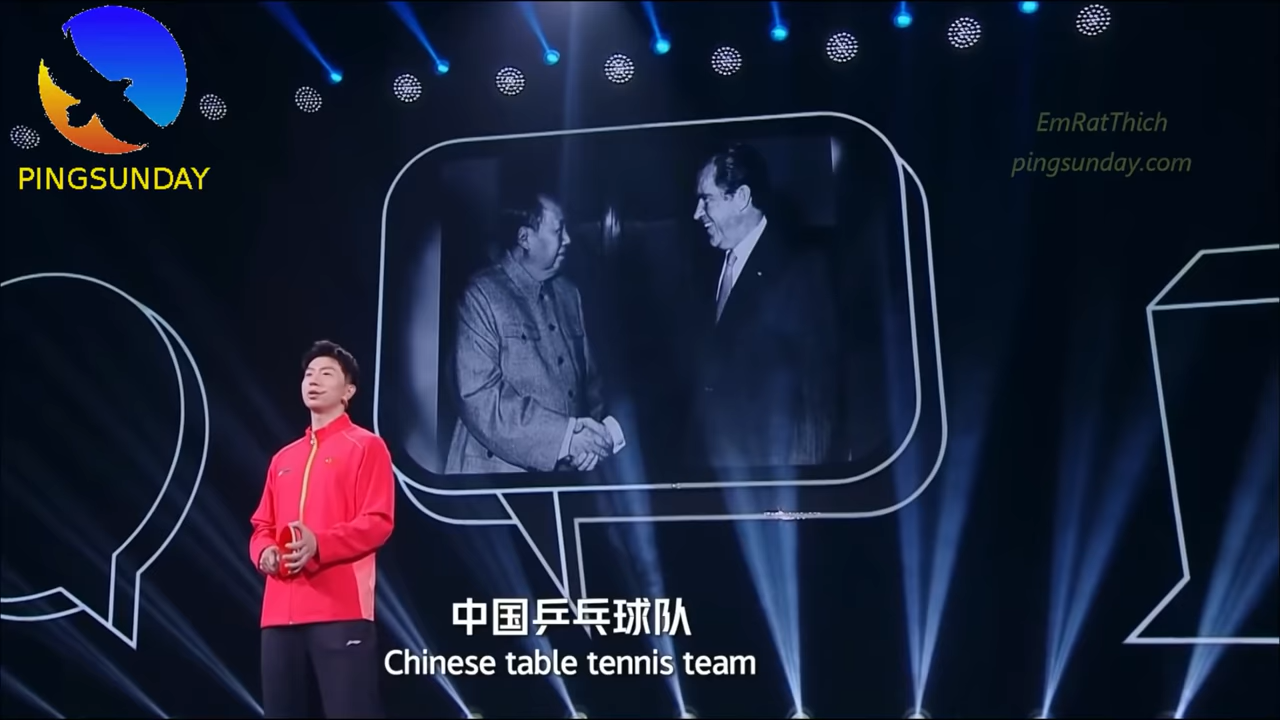 PINGSUNDAY
EmRatThich
pingsunday.com
中国乒乓球队
Chinese table tennis team